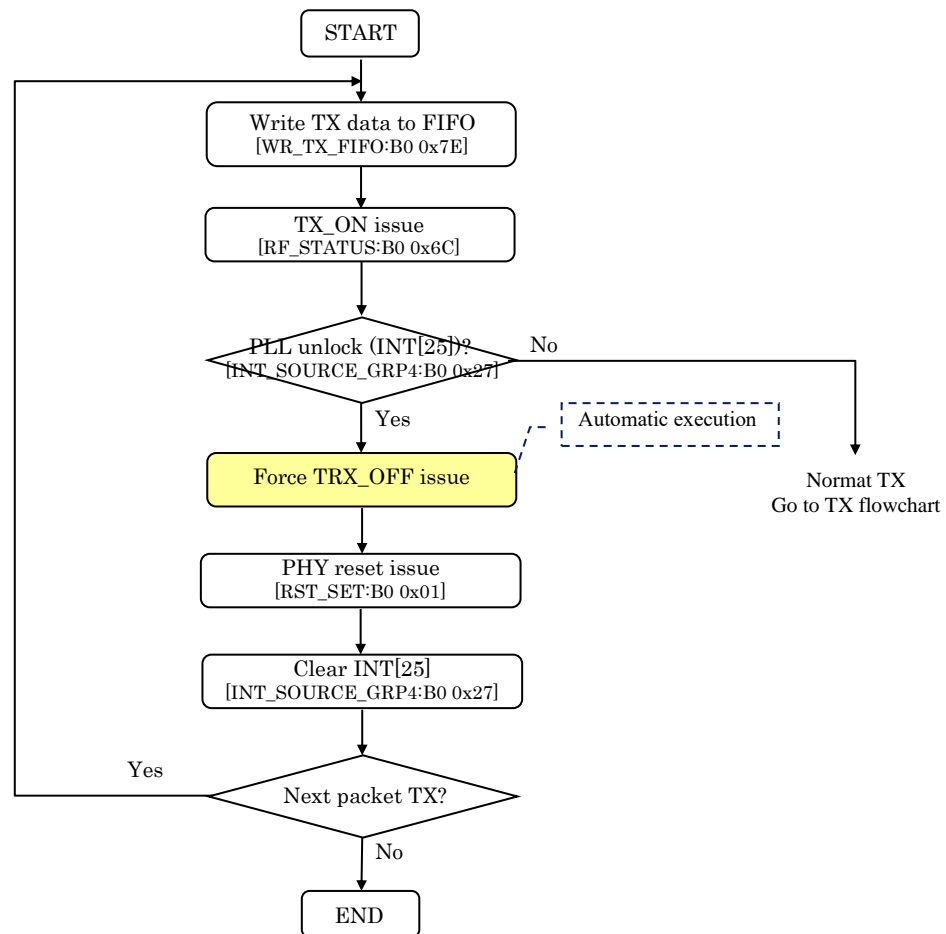 START
Write TX data to FIFO
[WR_TX_FIFO:B0 0x7E]
TX_ON issue
[RF_STATUS:B0 0x6C]
PLL unlock (INT[25])?
[INT_SOURCE_GRP4:B0 0x27]
No
Yes
Automatic execution
Force TRX_OFF issue
Normat TX
Go to TX flowchart
PHY reset issue
[RST_SET:B0 0x01]
Clear INT[25]
[INT_SOURCE_GRP4:B0 0x27]
Yes
Next packet TX?
No
END